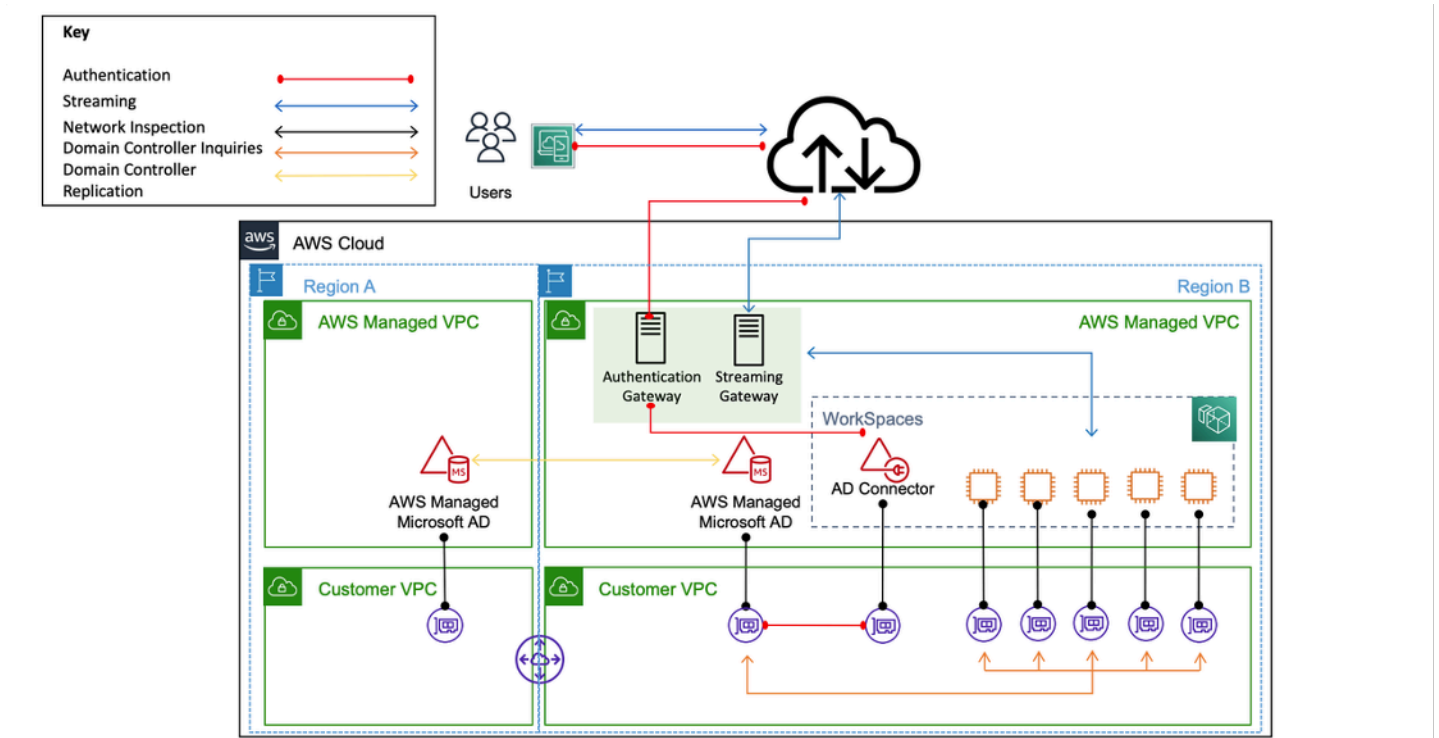 Key
Authentication
Streaming
Network Inspection
Domain Controller Inquiries
Domain Controller
Replication
Users
aws
AWS Cloud
Region A
Region B
AWS Managed VPC
AWS Managed VPC
Authentication
Gateway
Streaming
Gateway
WorkSpaces
MS
AWS Managed
Microsoft AD
MS
AWS Managed
Microsoft AD
AD Connector
Customer VPC
Customer VPC